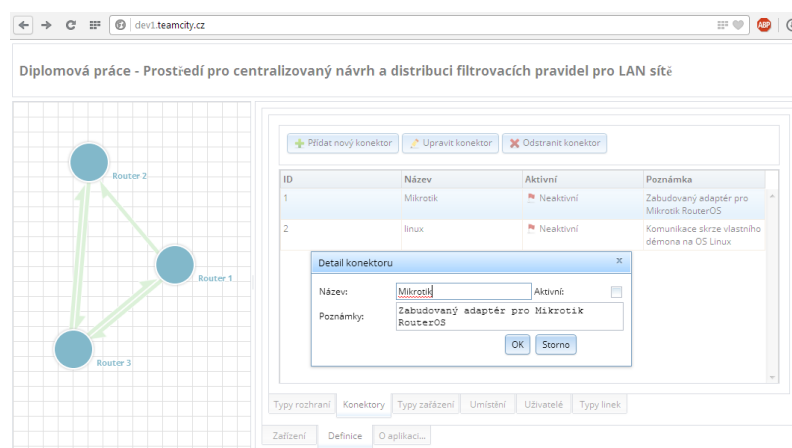 dev1.teamcity.cz
ABP
Diplomová práce - Prostředí pro centralizovaný návrh a distribuci filtrovacích pravidel pro LAN sítě
Router 2
Router 1
Router 3
Přídat nový konektor Upravit konektor Odstranit konektor
ID Název Aktivní Poznámka
1 Mikrotik Neaktivní Zabudovaný adaptér pro
Mikrotik RouterOS
2 linux Neaktivní Komunikace skrze vlastního
démona na OS Linux
Detail konektoru x
Název: Mikrotik Aktivní:
Poznámky: Zabudovaný adaptér pro Mikrotik
RouterOS
OK Storno
Typy rozhraní Konektory Typy zařázení Umístění Uživatelé Typy linek
Zařízení Definice O aplikaci...